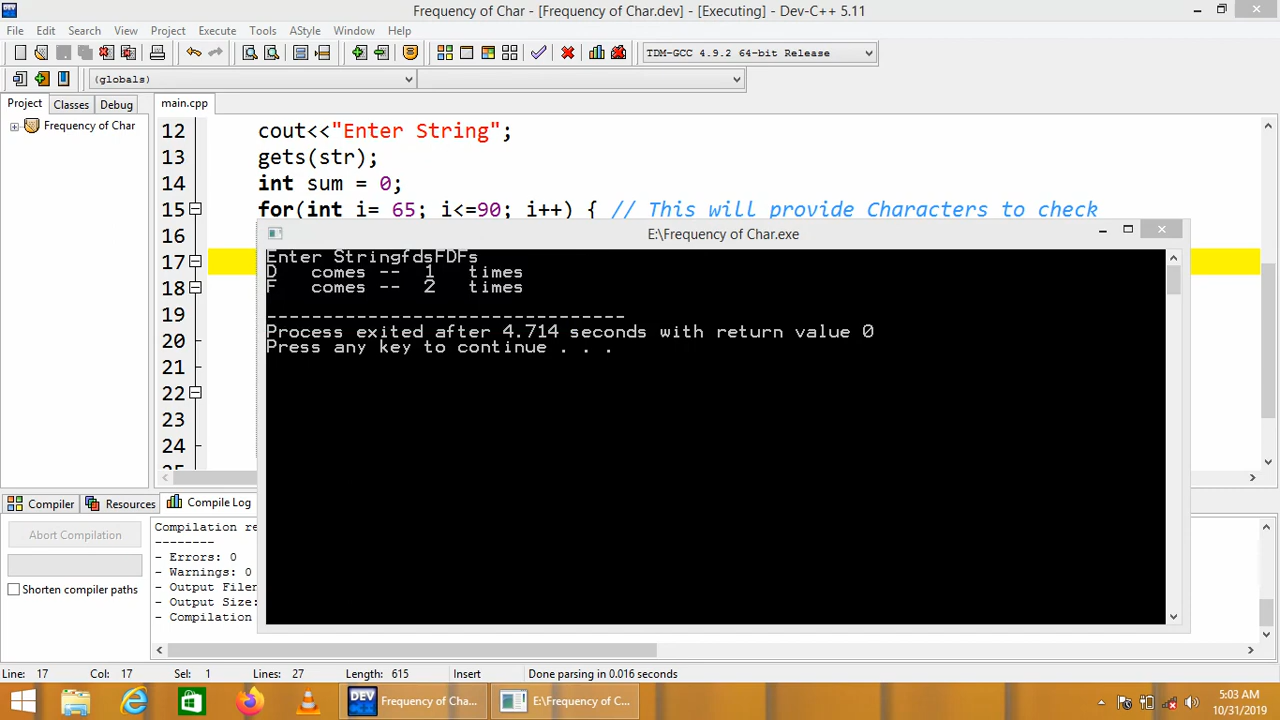 Frequency of Char - [Frequency of Char.dev] - [Executing] - Dev-C++ 5.11
File Edit Search View Project Execute Tools AStyle Window Help
TDM-GCC 4.9.2 64-bit Release
(globals)
Project Classes Debug
main.cpp
Frequency of Char
12 cout<<"Enter String";
13 gets(str);
14 int sum = 0;
15 for(int i= 65; i<=90; i++) { // This will provide Characters to check
16
17
18
19
20
21
22
23
24
E:\Frequency of Char.exe
Enter StringfdsFDFs
D comes -- 1 times
F comes -- 2 times
--------------------------------
Process exited after 4.714 seconds with return value 0
Press any key to continue . . .
Compiler Resources Compile Log
Abort Compilation
Shorten compiler paths
Compilation re
--------
- Errors: 0
- Warnings: 0
- Output Filen
- Output Size:
- Compilation
Line: 17 Col: 17 Sel: 1 Lines: 27 Length: 615 Insert Done parsing in 0.016 seconds
DEV Frequency of Cha... E:\Frequency of C...
5:03 AM
10/31/2019